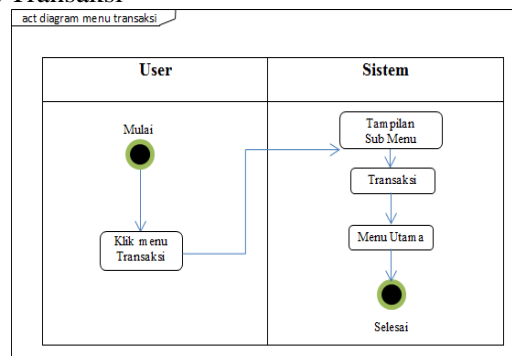 Transaksi
act diagram menu transaksi
User
Sistem
Mulai
Klik menu
Transaksi
Tampilan
Sub Menu
Transaksi
Menu Utama
Selesai